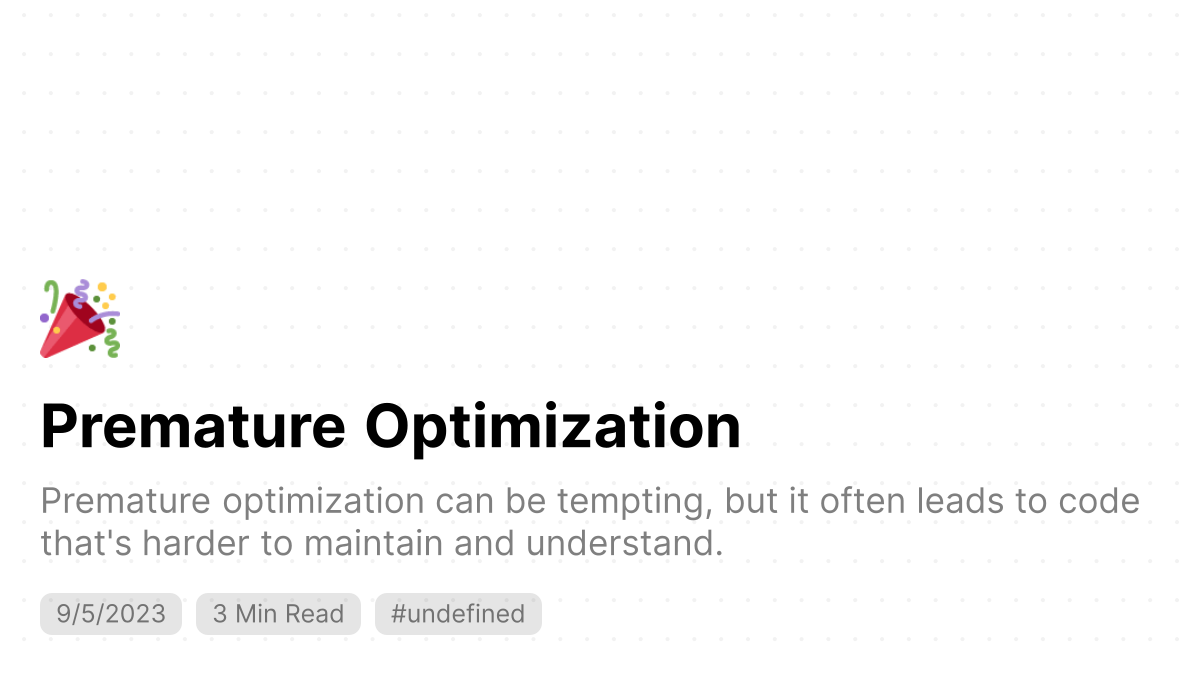 Premature Optimization
Premature optimization can be tempting, but it often leads to code
that's harder to maintain and understand.
9/5/2023 3 Min Read #undefined